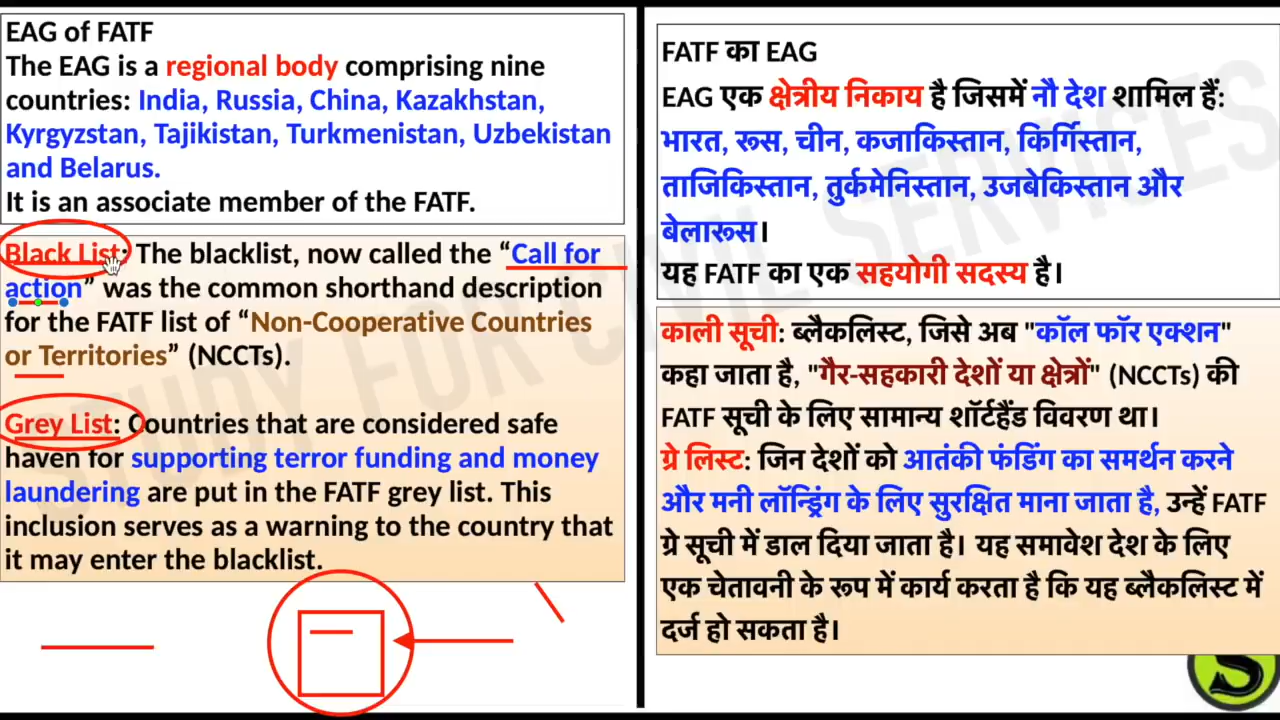 EAG of FATF
The EAG is a regional body comprising nine
countries: India, Russia, China, Kazakhstan,
Kyrgyzstan, Tajikistan, Turkmenistan, Uzbekistan
and Belarus.
It is an associate member of the FATF.
Black List: The blacklist, now called the “Call for
action” was the common shorthand description
for the FATF list of “Non-Cooperative Countries
or Territories” (NCCTs).
Grey List: Countries that are considered safe
haven for supporting terror funding and money
laundering are put in the FATF grey list. This
inclusion serves as a warning to the country that
it may enter the blacklist.
FATF का EAG
EAG एक क्षेत्रीय निकाय है जिसमें नौ देश शामिल हैं:
भारत, रूस, चीन, कजाकिस्तान, किर्गिस्तान,
ताजिकिस्तान, तुर्कमेनिस्तान, उजबेकिस्तान और
बेलारूस।
यह FATF का एक सहयोगी सदस्य है।
काली सूची: ब्लैकलिस्ट, जिसे अब "कॉल फॉर एक्शन"
कहा जाता है, "गैर-सहकारी देशों या क्षेत्रों" (NCCTs) की
FATF सूची के लिए सामान्य शॉर्टहैंड विवरण था।
ग्रे लिस्ट: जिन देशों को आतंकी फंडिंग का समर्थन करने
और मनी लॉन्ड्रिंग के लिए सुरक्षित माना जाता है, उन्हें FATF
ग्रे सूची में डाल दिया जाता है। यह समावेश देश के लिए
एक चेतावनी के रूप में कार्य करता है कि यह ब्लैकलिस्ट में
दर्ज हो सकता है।
STUDY FOR CIVIL SERVICES
S